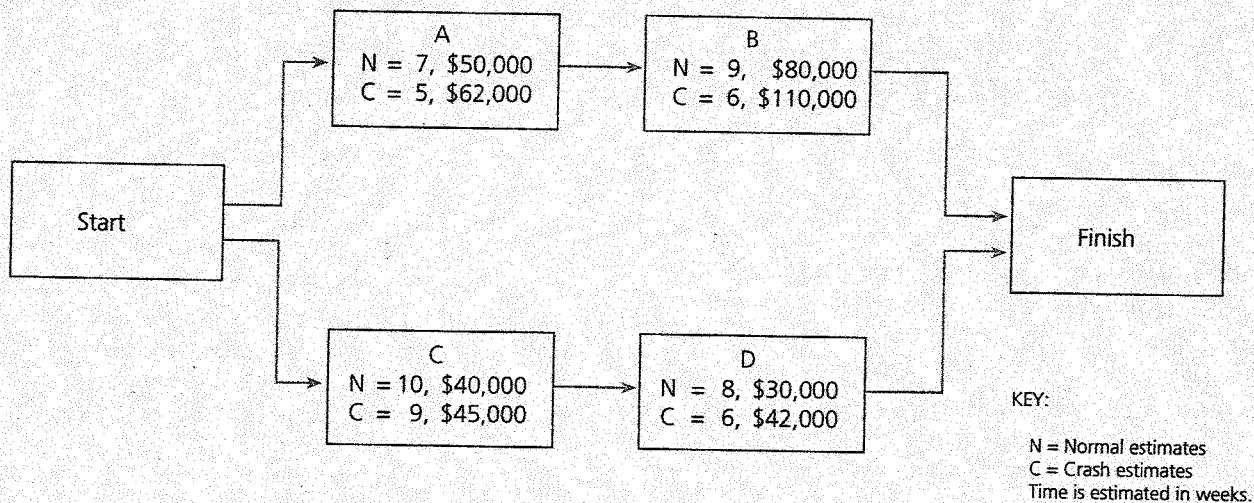 A
N = 7, $50,000
C = 5, $62,000
B
N = 9, $80,000
C = 6, $110,000
Start
Finish
C
N = 10, $40,000
C = 9, $45,000
D
N = 8, $30,000
C = 6, $42,000
KEY:
N = Normal estimates
C = Crash estimates
Time is estimated in weeks.